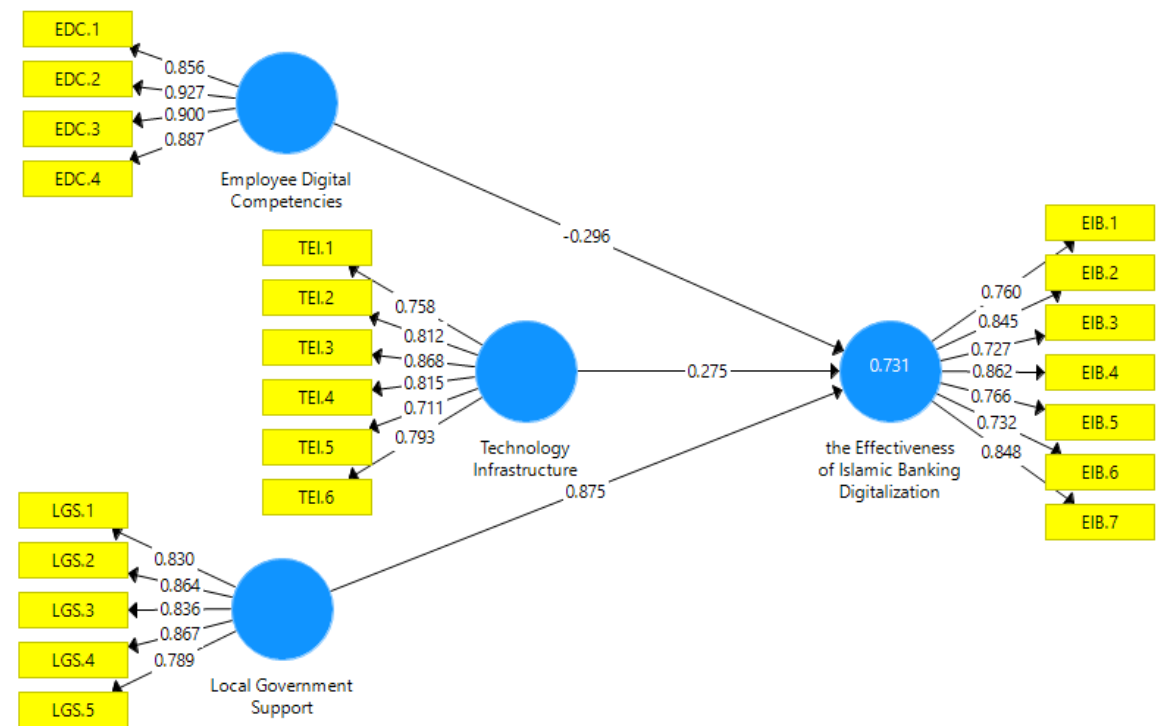 EDC.1
EDC.2
EDC.3
EDC.4
0.856
0.927
0.900
0.887
Employee Digital
Competencies
-0.296
TEI.1
TEI.2
TEI.3
TEI.4
TEI.5
TEI.6
0.758
0.812
0.868
0.815
0.711
0.793
Technology
Infrastructure
0.275
LGS.1
LGS.2
LGS.3
LGS.4
LGS.5
0.830
0.864
0.836
0.867
0.789
Local Government
Support
0.875
0.731
the Effectiveness
of Islamic Banking
Digitalization
0.760
0.845
0.727
0.862
0.766
0.732
0.848
EIB.1
EIB.2
EIB.3
EIB.4
EIB.5
EIB.6
EIB.7